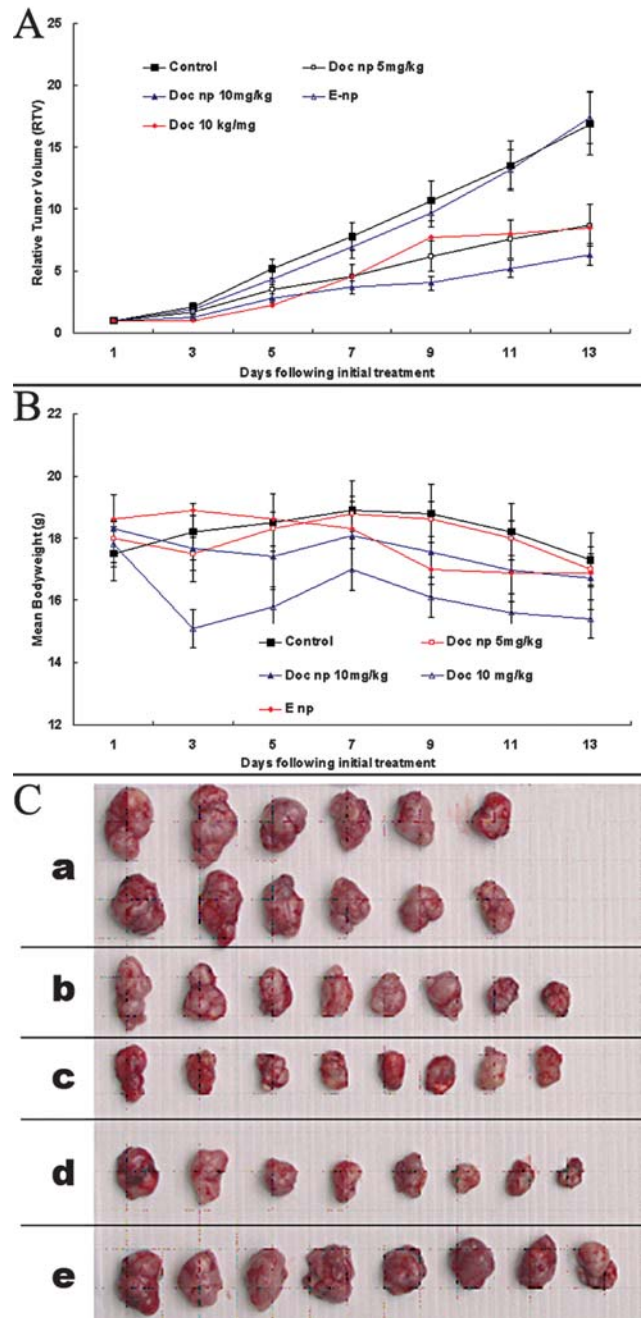 A
25
20
15
10
5
0
Relative Tumor Volume (RTV)
Control
Doc np 5mg/kg
Doc np 10mg/kg
E-np
Doc 10 kg/mg
1 3 5 7 9 11 13
Days following initial treatment
B
22
20
18
16
14
12
Mean Bodyweight (g)
Control
Doc np 5mg/kg
Doc np 10mg/kg
Doc 10 mg/kg
E np
1 3 5 7 9 11 13
Days following initial treatment
C
a
b
c
d
e